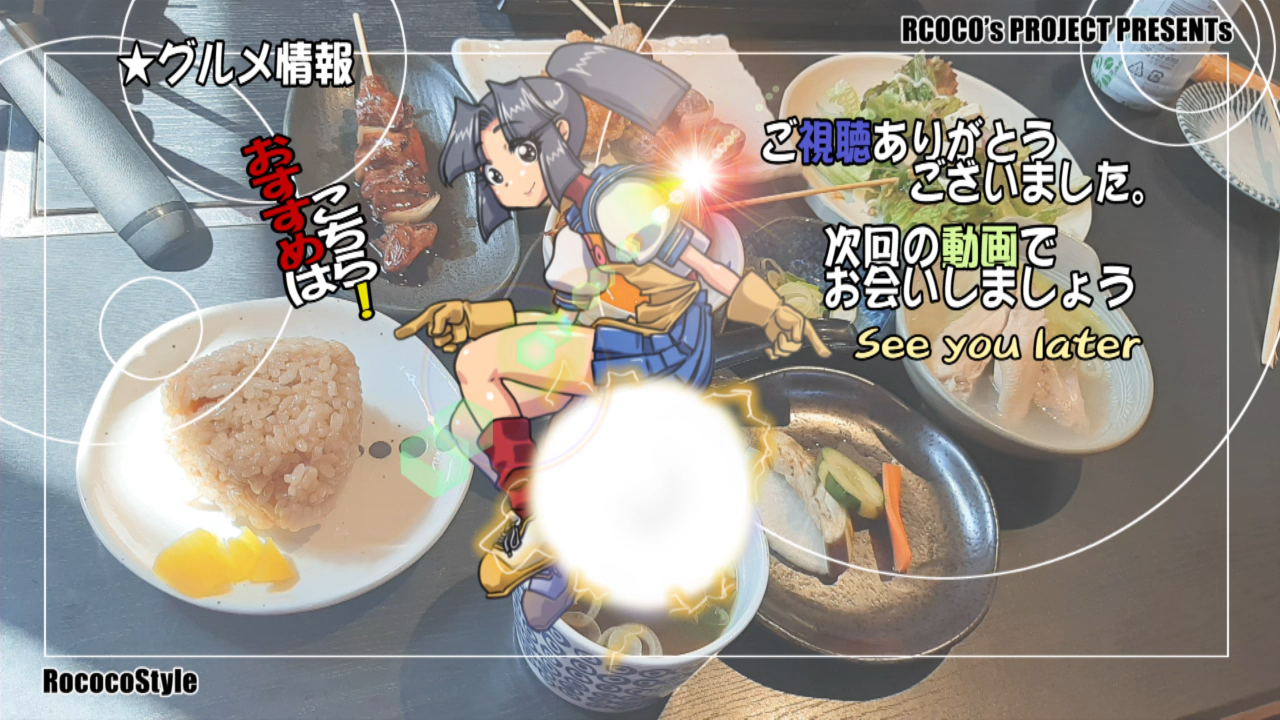 RCOCO's PROJECT PRESENTs
★グルメ情報
おすすめは
こちら!
ご視聴ありがとう
ございました。
次回の動画で
お会いしましょう
See you later
RococoStyle